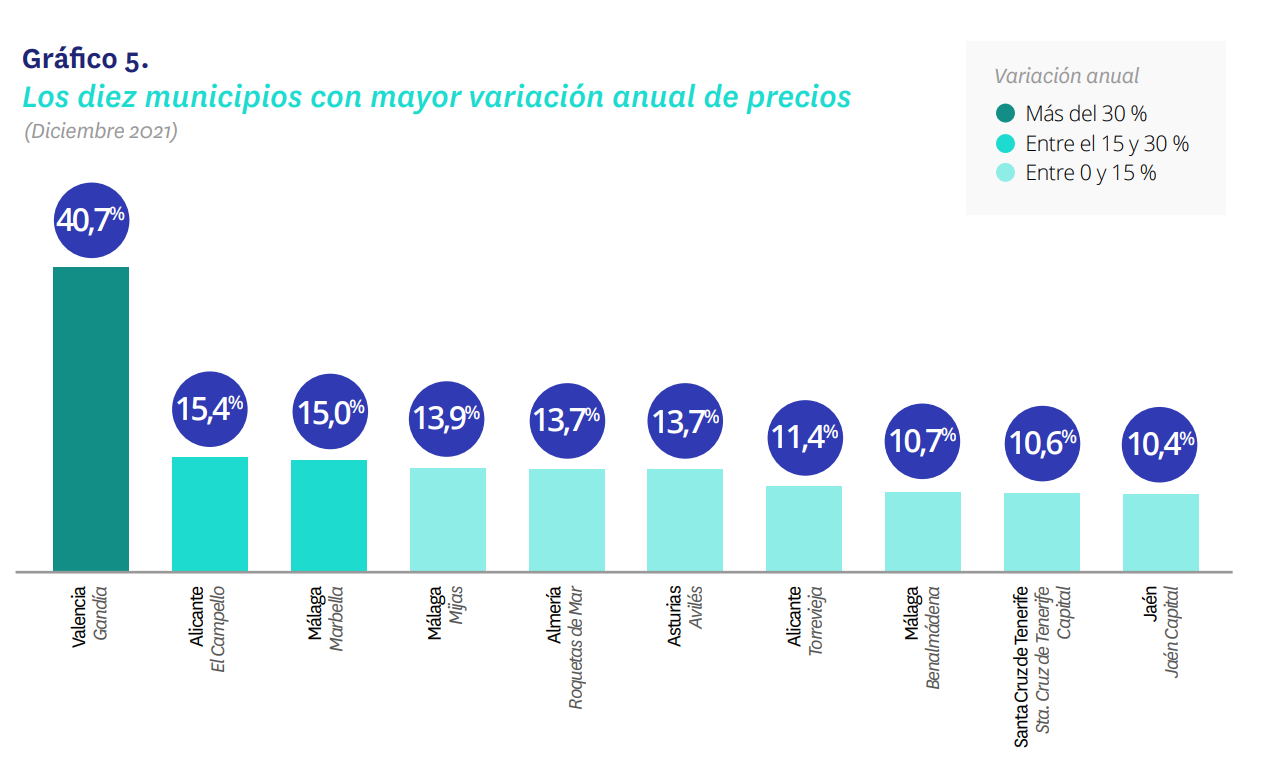 Gráfico 5.
Los diez municipios con mayor variación anual de precios
(Diciembre 2021)
Variación anual
Más del 30 %
Entre el 15 y 30 %
Entre 0 y 15 %
40,7%
15,4%
15,0%
13,9%
13,7%
13,7%
11,4%
10,7%
10,6%
10,4%
Valencia
Gandía
Alicante
El Campello
Málaga
Marbella
Málaga
Mijas
Almería
Roquetas de Mar
Asturias
Avilés
Alicante
Torrevieja
Málaga
Benalmádena
Santa Cruz de Tenerife
Sta. Cruz de Tenerife
Capital
Jaén
Jaén Capital